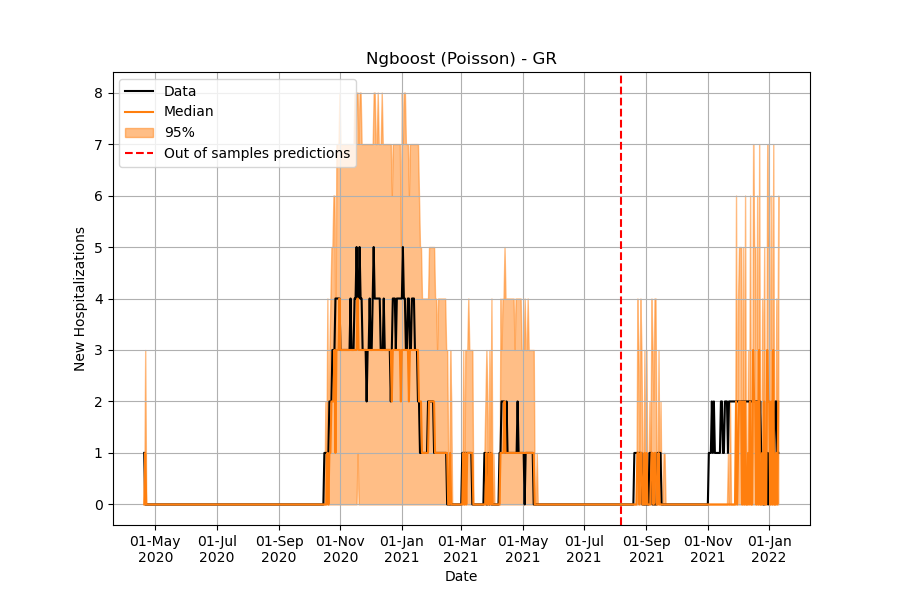 Ngboost (Poisson) - GR
Data
Median
95%
Out of samples predictions
New Hospitalizations
8
7
6
5
4
3
2
1
0
01-May 01-Jul 01-Sep 01-Nov 01-Jan 01-Mar 01-May 01-Jul 01-Sep 01-Nov 01-Jan
2020 2020 2020 2020 2021 2021 2021 2021 2021 2021 2022
Date